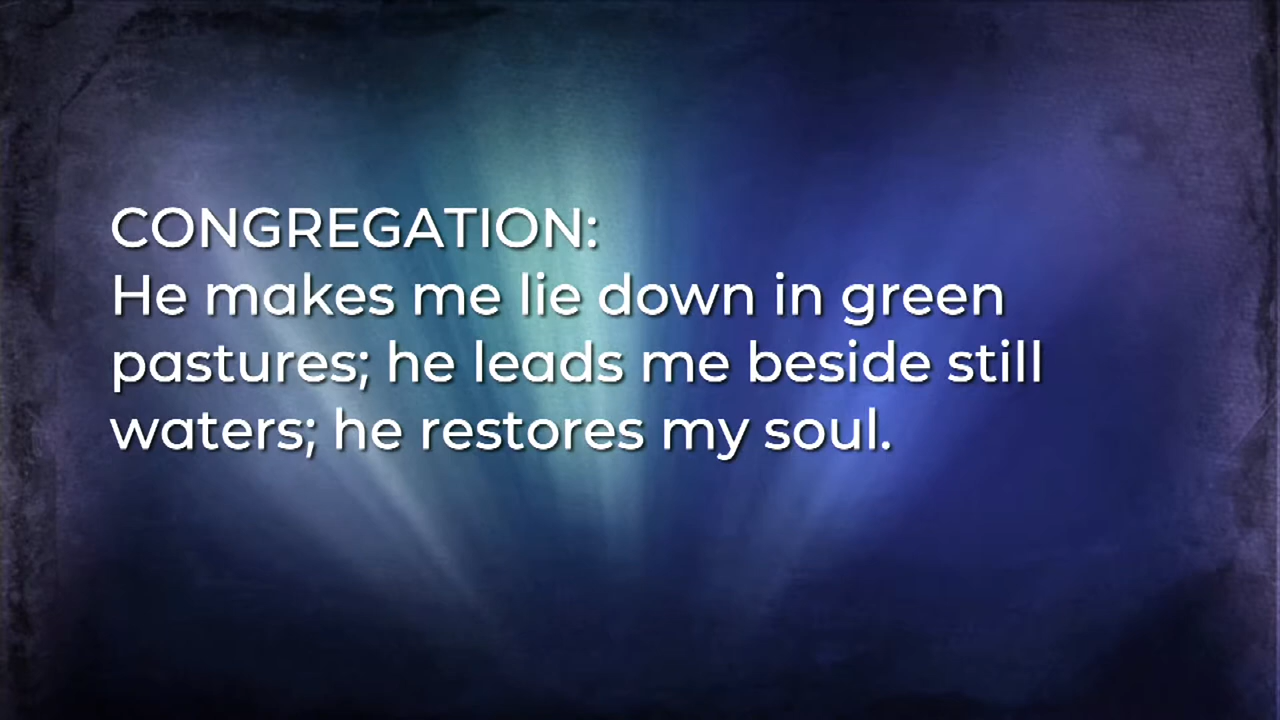 CONGREGATION:
He makes me lie down in green
pastures; he leads me beside still
waters; he restores my soul.